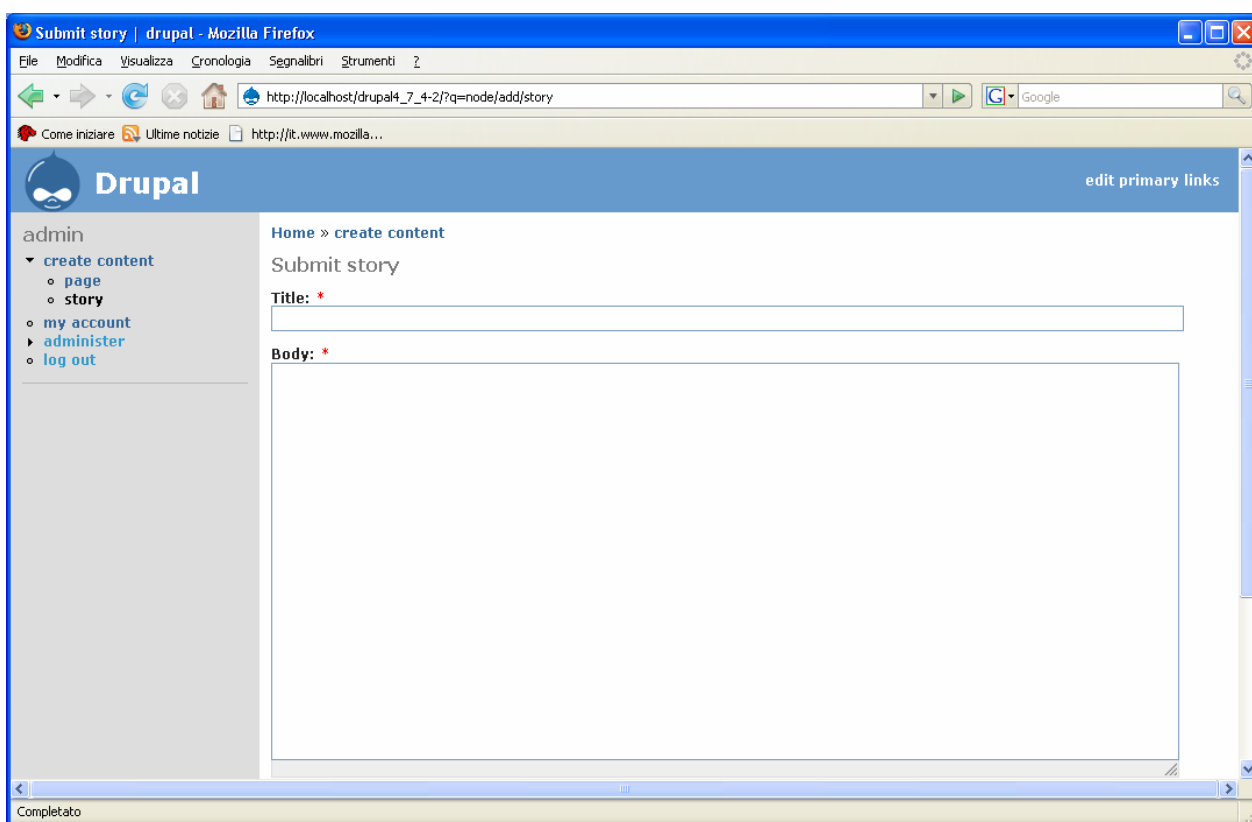 Submit story | drupal - Mozilla Firefox
File Modifica Visualizza Cronologia Segnalibri Strumenti ?
http://localhost/drupal4_7_4-2/?q=node/add/story G Google
Come iniziare Ultime notizie http://it.www.mozilla...
Drupal edit primary links
admin
create content
page
story
my account
administer
log out
Home » create content
Submit story
Title: *
Body: *
Completato